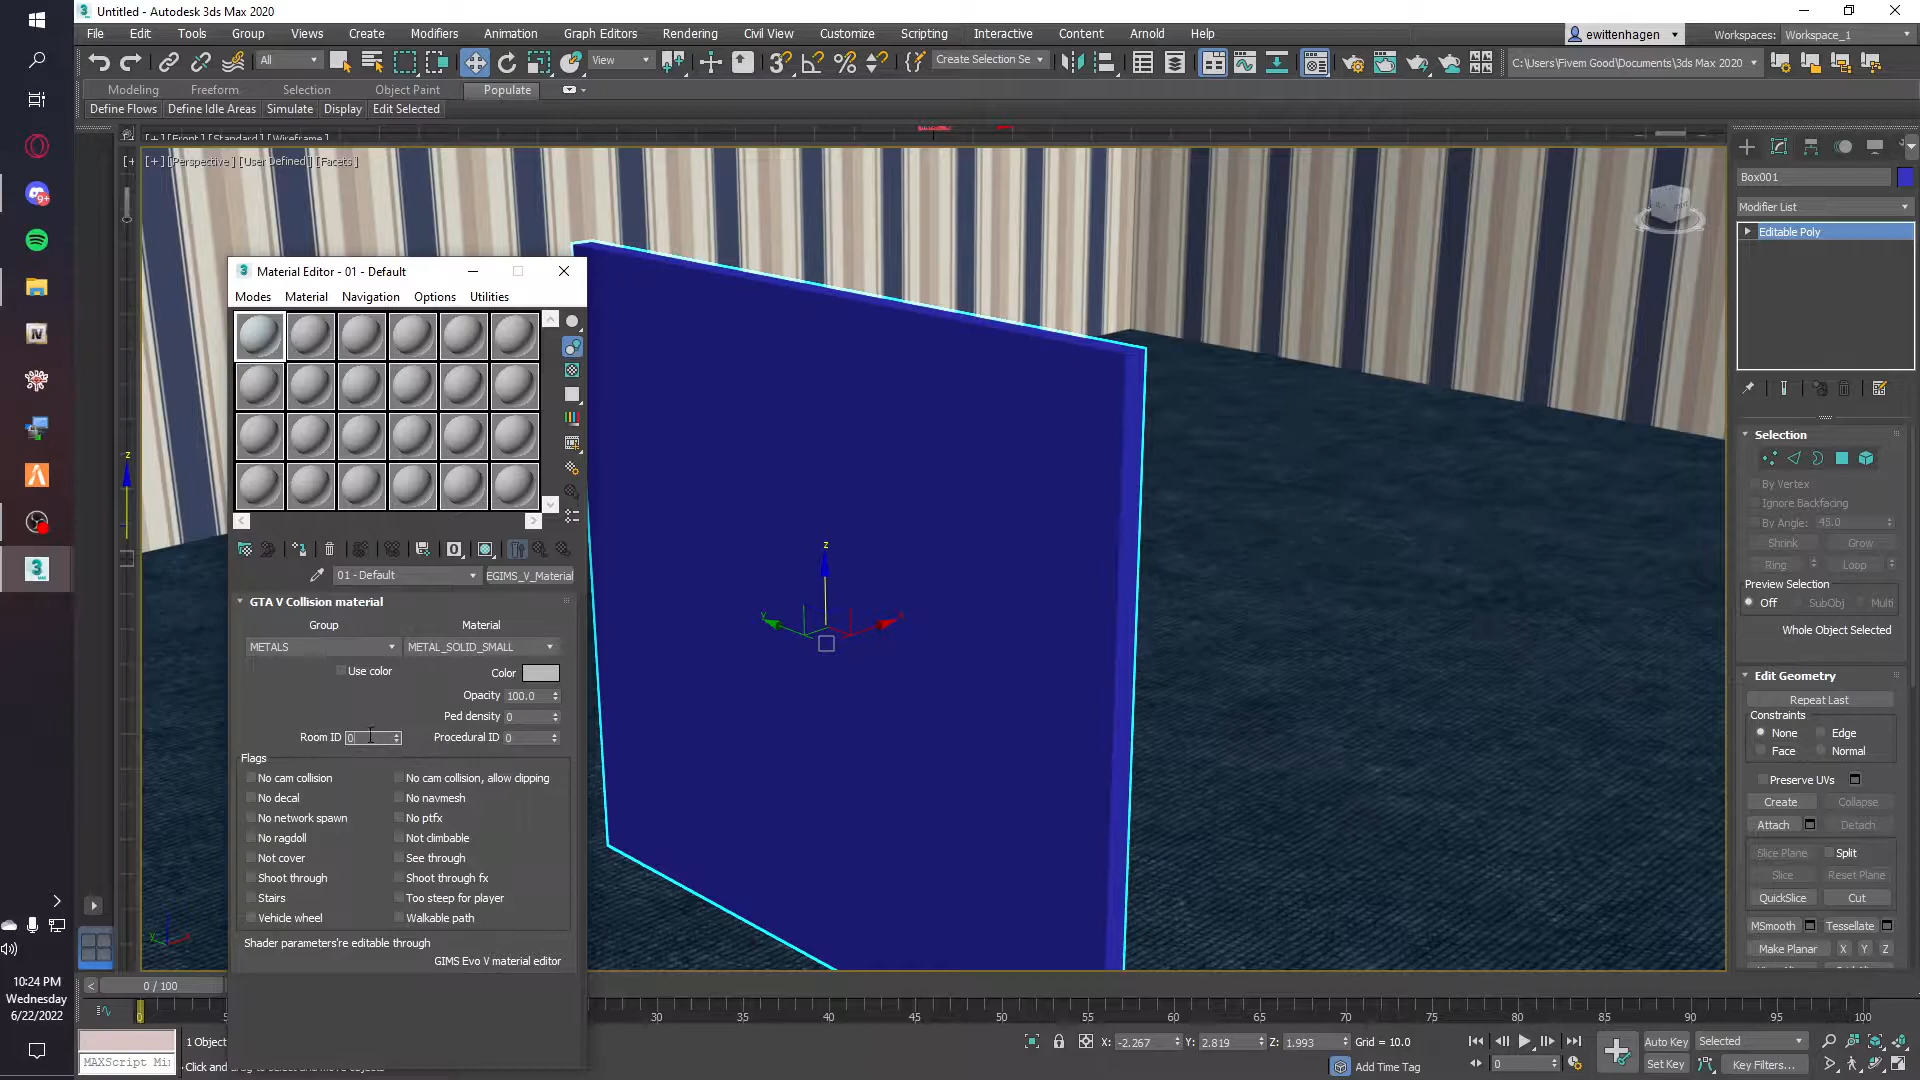 Untitled - Autodesk 3ds Max 2020
File Edit Tools Group Views Create Modifiers Animation Graph Editors Rendering Civil View Customize Scripting Interactive Content Arnold Help
ewittenhagen Workspaces: Workspace_1
All View Create Selection Se C:\Users\Fivem Good\Documents\3ds Max 2020
Modeling Freeform Selection Object Paint Populate
Define Flows Define Idle Areas Simulate Display Edit Selected
[+] [Front] [Standard] [Wireframe]
[+] [Perspective] [User Defined] [Facets]
Box001
Modifier List
Editable Poly
Material Editor - 01 - Default
Modes Material Navigation Options Utilities
01 - Default EGIMS_V_Material
GTA V Collision material
Group Material
METALS METAL_SOLID_SMALL
Use color Color
Opacity 100.0
Ped density 0
Room ID 0 Procedural ID 0
Flags
No cam collision No cam collision, allow clipping
No decal No navmesh
No network spawn No ptfx
No ragdoll Not climbable
Not cover See through
Shoot through Shoot through fx
Stairs Too steep for player
Vehicle wheel Walkable path
Shader parameters're editable through
GIMS Evo V material editor
z
y
x
Selection
By Vertex
Ignore Backfacing
By Angle: 45.0
Shrink Grow
Ring Loop
Preview Selection
Off SubObj Multi
Whole Object Selected
Edit Geometry
Repeat Last
Constraints
None Edge
Face Normal
Preserve UVs
Create Collapse
Attach Detach
Slice Plane Split
Slice Reset Plane
QuickSlice Cut
MSmooth Tessellate
Make Planar X Y Z
0 / 100
30 35 40 45 50 55 60 65 70 75 80 85 90 95 100
10:24 PM
Wednesday
6/22/2022
1 Object
MAXScript Mi
Click and drag to select and move objects
X: -2.267 Y: 2.819 Z: 1.993 Grid = 10.0
Add Time Tag
0
Auto Key Selected
Set Key Key Filters...